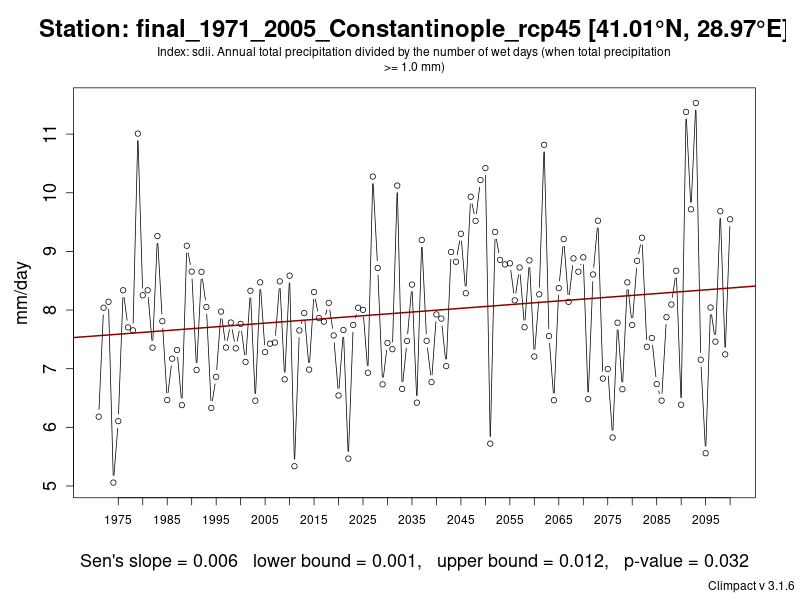 Station: final_1971_2005_Constantinople_rcp45 [41.01°N, 28.97°E]
Index: sdii. Annual total precipitation divided by the number of wet days (when total precipitation
>= 1.0 mm)
mm/day
11
10
9
8
7
6
5
1975 1985 1995 2005 2015 2025 2035 2045 2055 2065 2075 2085 2095
Sen's slope = 0.006 lower bound = 0.001, upper bound = 0.012, p-value = 0.032
Climpact v 3.1.6